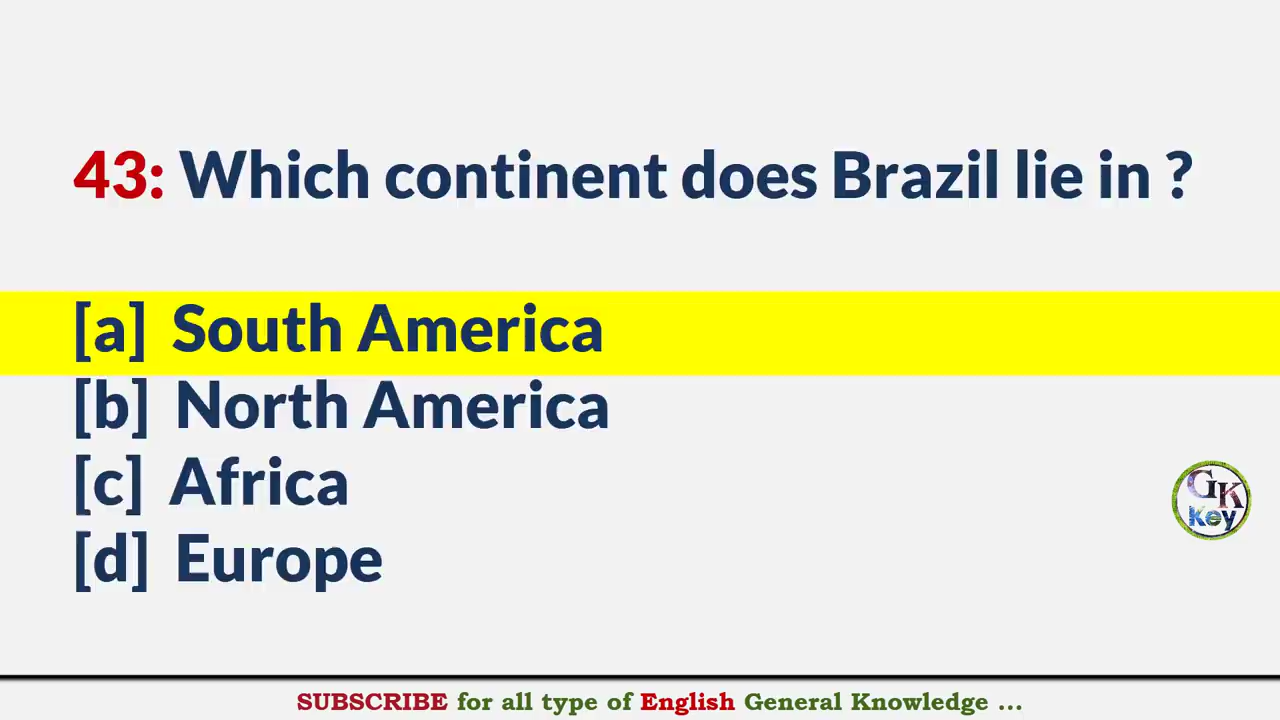 43: Which continent does Brazil lie in ?
[a] South America
[b] North America
[c] Africa
[d] Europe
GK
Key
SUBSCRIBE for all type of English General Knowledge ...